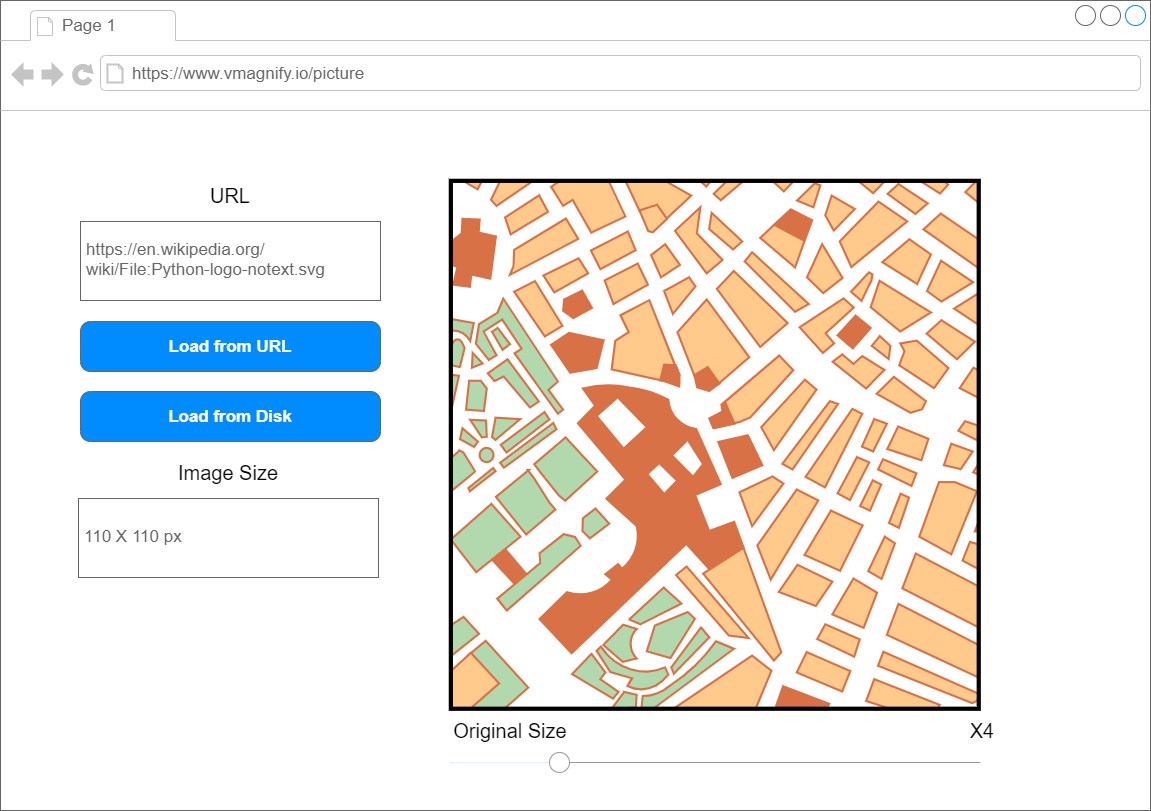 Page 1
https://www.vmagnify.io/picture
URL
https://en.wikipedia.org/
wiki/File:Python-logo-notext.svg
Load from URL
Load from Disk
Image Size
110 X 110 px
Original Size
X4